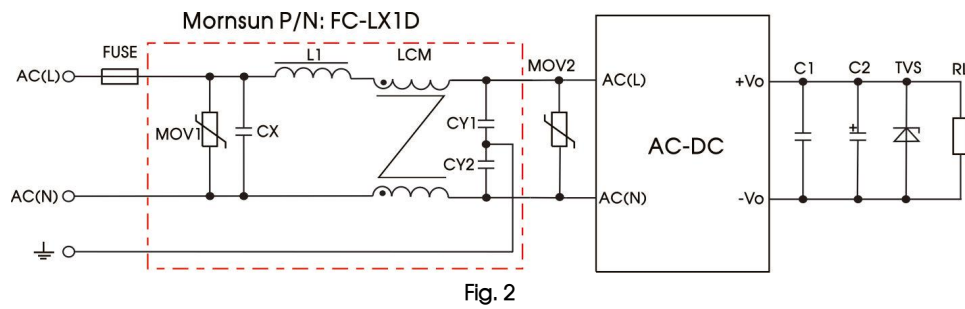 Mornsun P/N: FC-LX1D
FUSE
L1
LCM
MOV2
C1
C2
TVS
AC(L)
AC(L)
+Vo
MOV1
CX
CY1
AC-DC
CY2
AC(N)
AC(N)
-Vo
Fig. 2